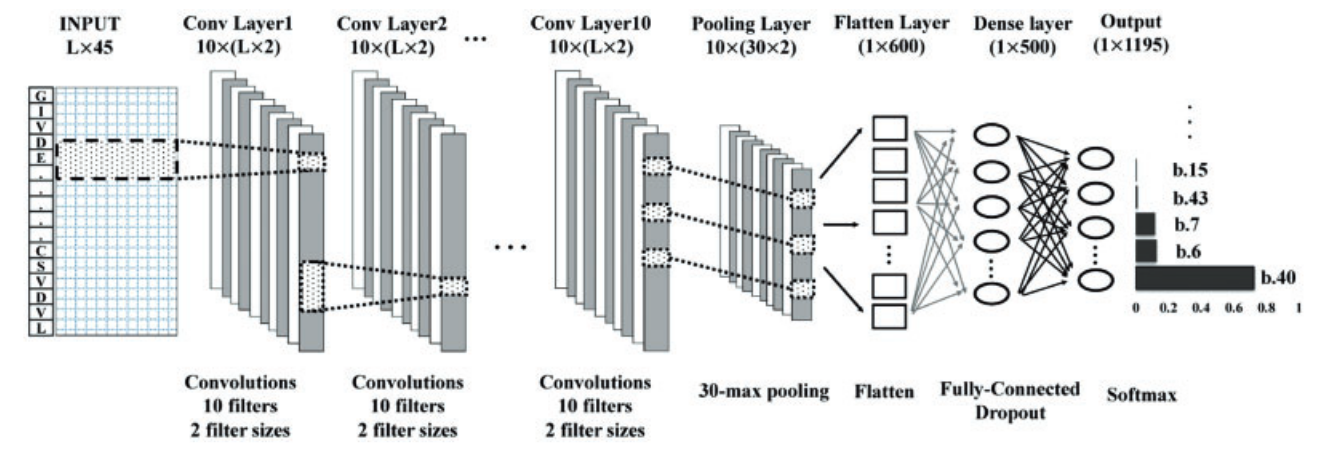 INPUT
L×45
Conv Layer1
10×(L×2)
Conv Layer2
10×(L×2)
...
Conv Layer10
10×(L×2)
Pooling Layer
10×(30×2)
Flatten Layer
(1×600)
Dense layer
(1×500)
Output
(1×1195)
G
I
V
D
E
.
.
.
.
.
C
S
V
D
V
L
...
b.15
b.43
b.7
b.6
b.40
0 0.2 0.4 0.6 0.8 1
Convolutions
10 filters
2 filter sizes
Convolutions
10 filters
2 filter sizes
Convolutions
10 filters
2 filter sizes
30-max pooling
Flatten
Fully-Connected
Dropout
Softmax